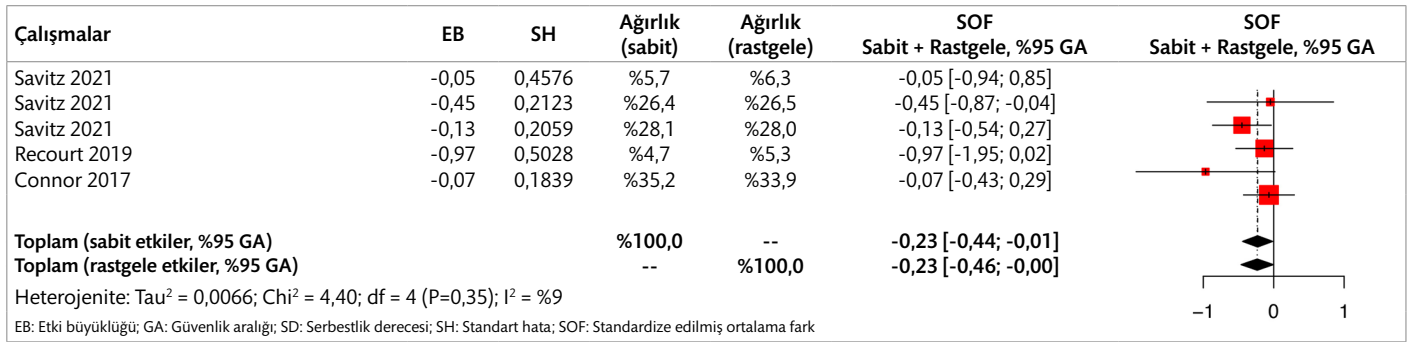 Çalışmalar EB SH Ağırlık (sabit) Ağırlık (rastgele) SOF Sabit + Rastgele, %95 GA SOF Sabit + Rastgele, %95 GA
Savitz 2021 -0,05 0,4576 %5,7 %6,3 -0,05 [-0,94; 0,85]
Savitz 2021 -0,45 0,2123 %26,4 %26,5 -0,45 [-0,87; -0,04]
Savitz 2021 -0,13 0,2059 %28,1 %28,0 -0,13 [-0,54; 0,27]
Recourt 2019 -0,97 0,5028 %4,7 %5,3 -0,97 [-1,95; 0,02]
Connor 2017 -0,07 0,1839 %35,2 %33,9 -0,07 [-0,43; 0,29]
Toplam (sabit etkiler, %95 GA) %100,0 -- -0,23 [-0,44; -0,01]
Toplam (rastgele etkiler, %95 GA) -- %100,0 -0,23 [-0,46; -0,00]
Heterojenite: Tau² = 0,0066; Chi² = 4,40; df = 4 (P=0,35); I² = %9
−1 0 1
EB: Etki büyüklüğü; GA: Güvenlik aralığı; SD: Serbestlik derecesi; SH: Standart hata; SOF: Standardize edilmiş ortalama fark